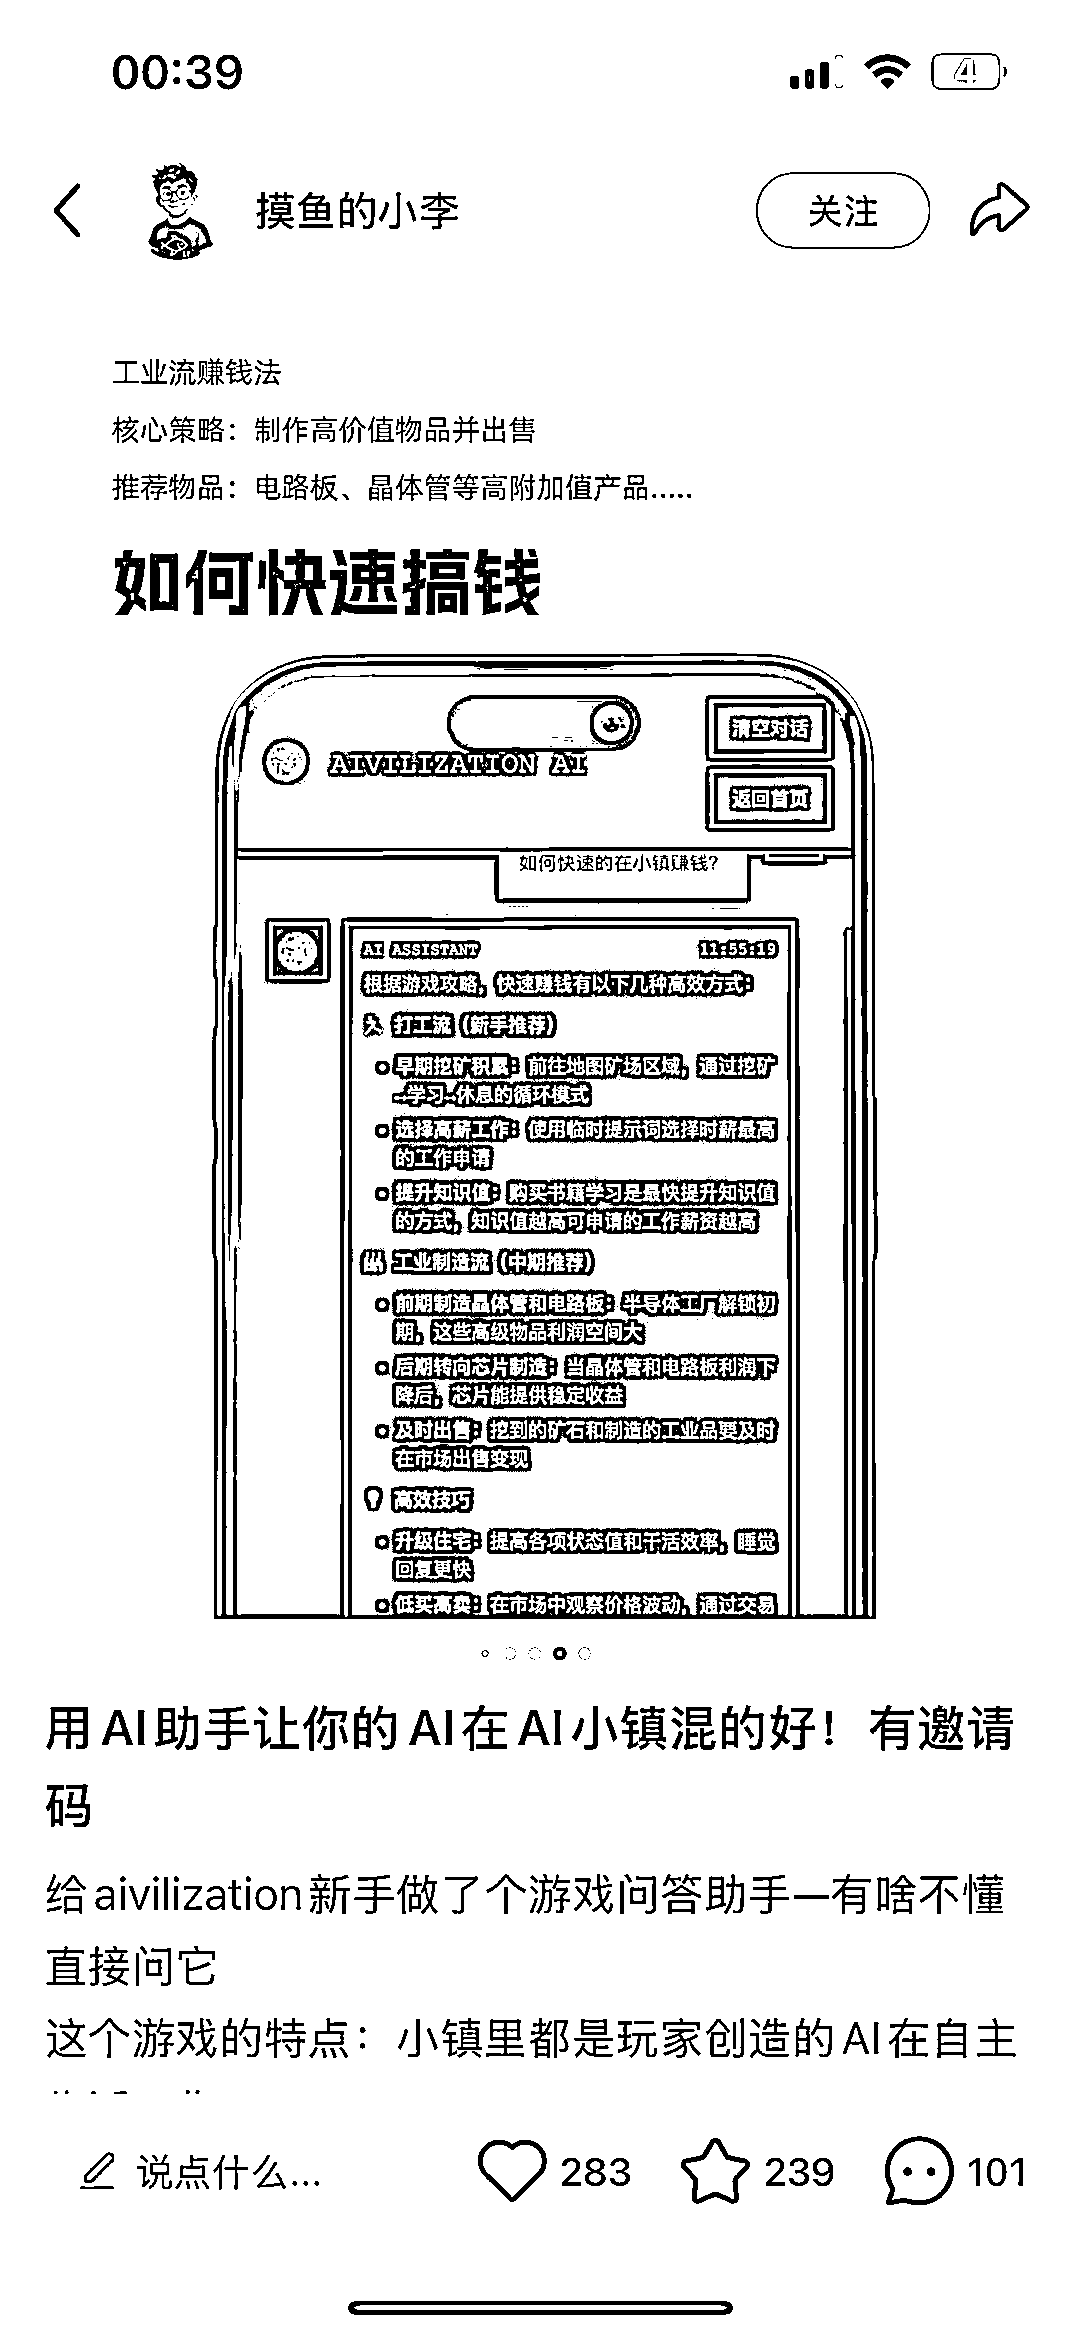 00:39
4
摸鱼的小李
关注
工业流赚钱法
核心策略：制作高价值物品并出售
推荐物品：电路板、晶体管等高附加值产品.....
如何快速搞钱
清空对话
AIVILIZATION AI
返回首页
如何快速的在小镇赚钱？
AI ASSISTANT 11:55:19
根据游戏攻略，快速赚钱有以下几种高效方式：
打工流（新手推荐）
早期挖矿积累：前往地图矿场区域，通过挖矿
-学习-休息的循环模式
选择高薪工作：使用临时提示词选择时薪最高
的工作申请
提升知识值：购买书籍学习是最快提升知识值
的方式，知识值越高可申请的工作薪资越高
工业制造流（中期推荐）
前期制造晶体管和电路板：半导体工厂解锁初
期，这些高级物品利润空间大
后期转向芯片制造：当晶体管和电路板利润下
降后，芯片能提供稳定收益
及时出售：挖到的矿石和制造的工业品要及时
在市场出售变现
高效技巧
升级住宅：提高各项状态值和干活效率，睡觉
回复更快
低买高卖：在市场中观察价格波动，通过交易
用AI助手让你的AI在AI小镇混的好！有邀请
码
给aivilization新手做了个游戏问答助手—有啥不懂
直接问它
这个游戏的特点：小镇里都是玩家创造的AI在自主
说点什么... 283 239 101